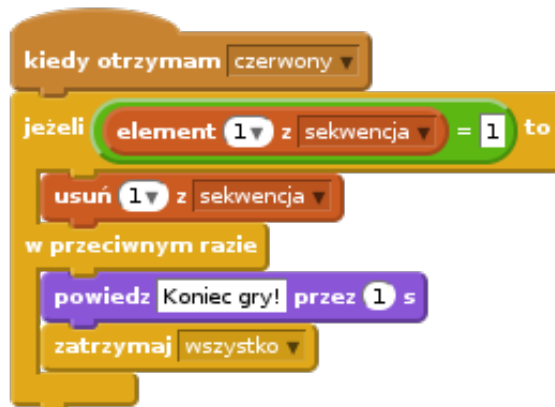 kiedy otrzymam czerwony
jeżeli element 1 z sekwencja = 1 to
usuń 1 z sekwencja
w przeciwnym razie
powiedz Koniec gry! przez 1 s
zatrzymaj wszystko